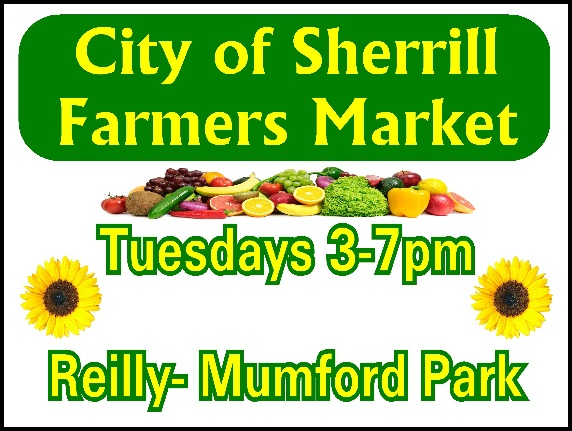 City of Sherrill
Farmers Market
Tuesdays 3-7pm
Reilly- Mumford Park